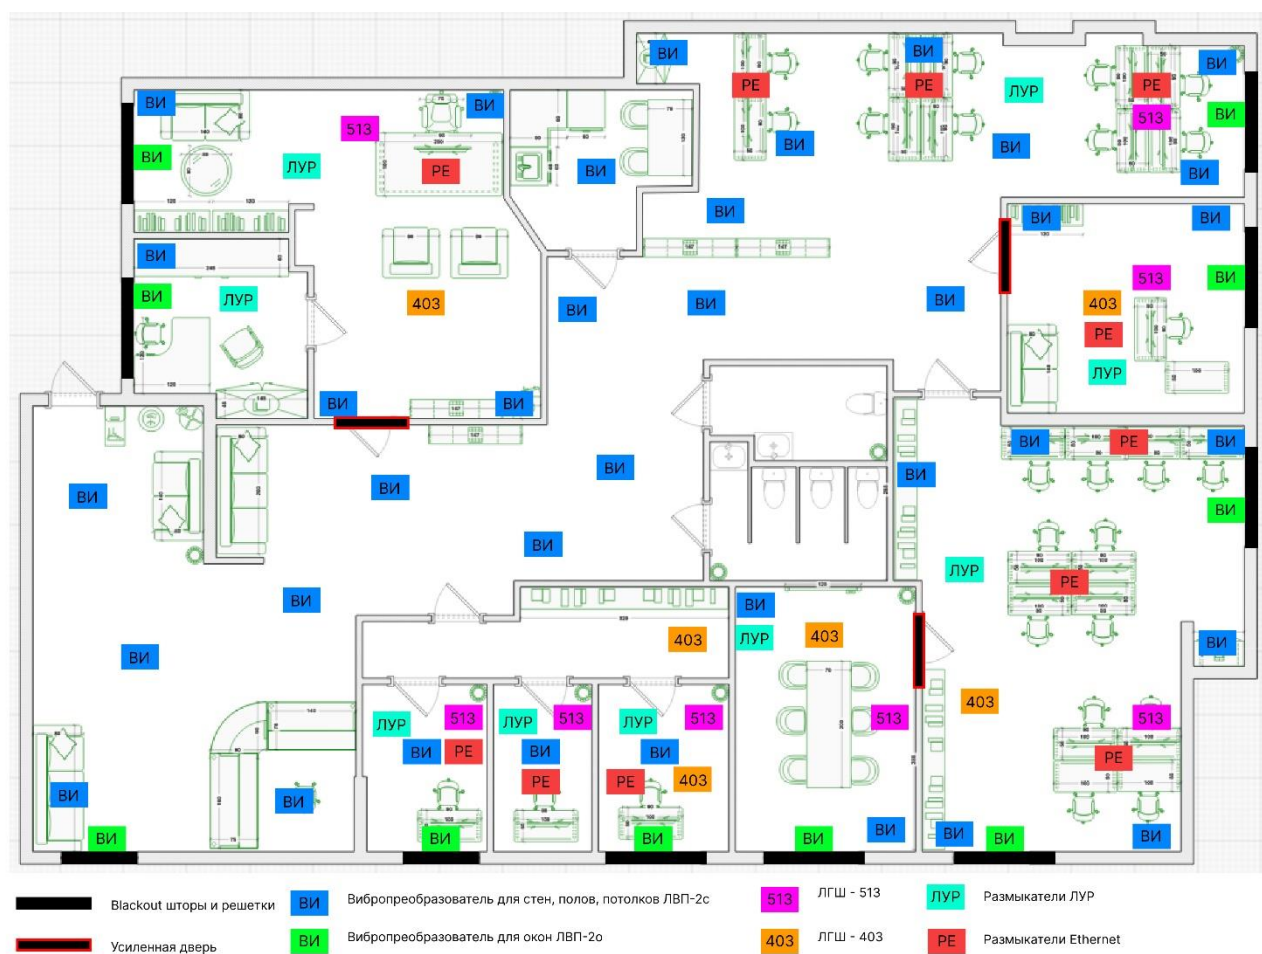 ВИ ВИ ВИ
РЕ РЕ РЕ
ВИ ВИ 513 ЛУР 513 ВИ
ВИ ЛУР РЕ ВИ ВИ ВИ ВИ
ВИ ВИ ВИ
ВИ 513 ВИ
ВИ ЛУР 403 ВИ ВИ ВИ 403
РЕ
ЛУР
ВИ ВИ
ВИ РЕ ВИ
ВИ ВИ ВИ ВИ
ВИ
ВИ ЛУР
РЕ
ВИ ВИ
403 ЛУР 403 ВИ
ВИ
403
ЛУР 513 ЛУР 513 ЛУР 513 513 513
ВИ РЕ ВИ ВИ РЕ
РЕ РЕ 403
ВИ ВИ
ВИ ВИ ВИ ВИ ВИ ВИ ВИ ВИ
Blackout шторы и решетки
ВИ Вибропреобразователь для стен, полов, потолков ЛВП-2с
513 ЛГШ - 513
ЛУР Размыкатели ЛУР
Усиленная дверь
ВИ Вибропреобразователь для окон ЛВП-2о
403 ЛГШ - 403
РЕ Размыкатели Ethernet